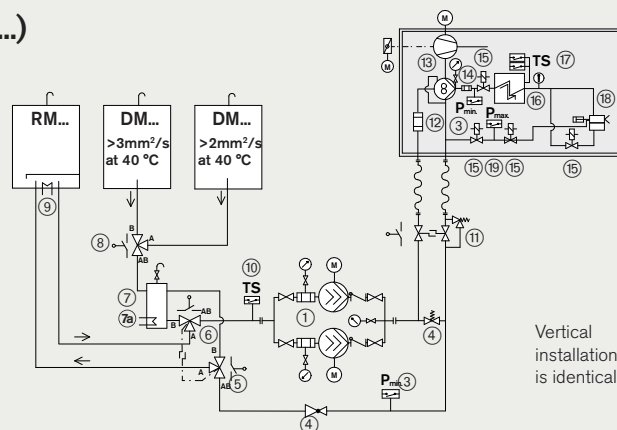 ...)
RM...
DM...
>3mm²/s
at 40 °C
DM...
>2mm²/s
at 40 °C
M
M
13
14
15
TS
17
8
Pmin.
Pmax.
16
18
12
3
15
19
15
15
9
8
B
A
AB
11
7
7a
10
TS
AB
B
A
6
M
1
M
4
B
A
AB
5
Pmin.
3
4
Vertical
installation
is identical